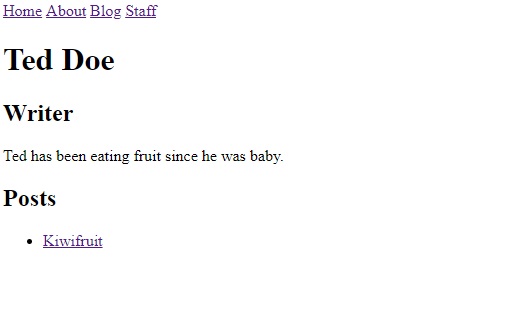 Home About Blog Staff
Ted Doe
Writer
Ted has been eating fruit since he was baby.
Posts
Kiwifruit